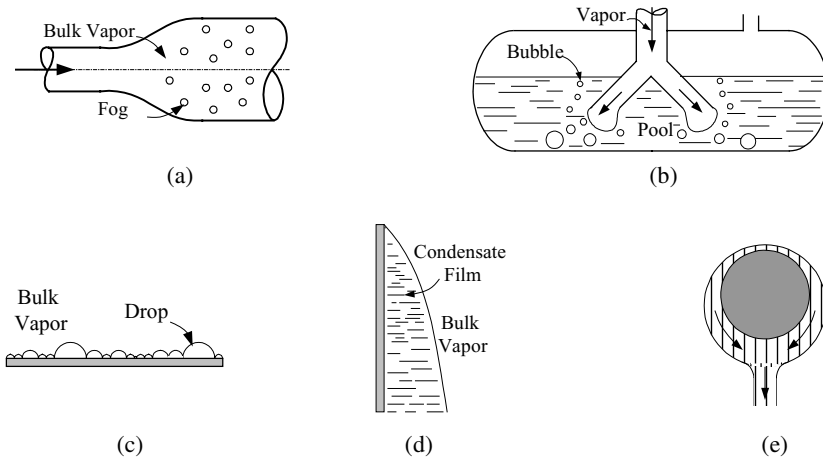 Bulk Vapor
Fog
(a)
Vapor
Bubble
Pool
(b)
Bulk
Vapor
Drop
(c)
Condensate
Film
Bulk
Vapor
(d)
(e)